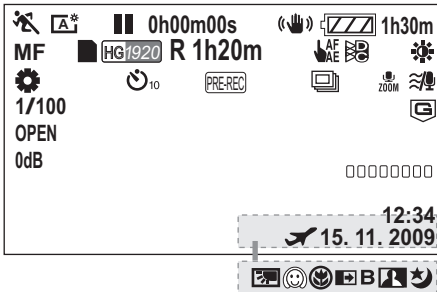 A 0h00m00s 1h30m
MF HG1920 R 1h20m AF AE
10 PRE-REC ZOOM
1/100 G
OPEN
0dB
12:34
15. 11. 2009
B